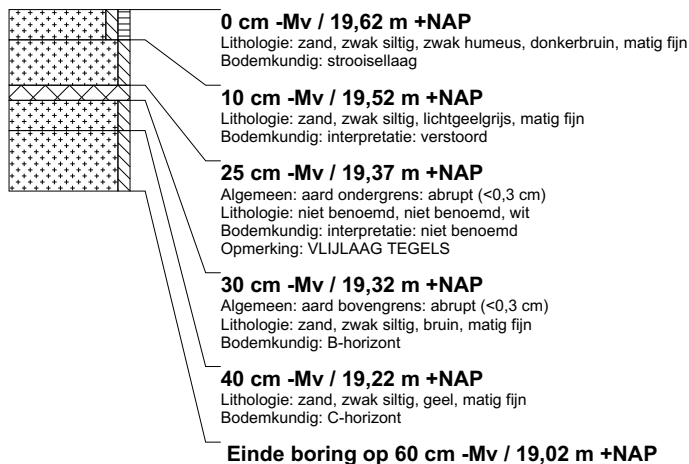 0 cm -Mv / 19,62 m +NAP
Lithologie: zand, zwak siltig, zwak humeus, donkerbruin, matig fijn
Bodemkundig: strooisellaag
10 cm -Mv / 19,52 m +NAP
Lithologie: zand, zwak siltig, lichtgeelgrijs, matig fijn
Bodemkundig: interpretatie: verstoord
25 cm -Mv / 19,37 m +NAP
Algemeen: aard ondergrens: abrupt (<0,3 cm)
Lithologie: niet benoemd, niet benoemd, wit
Bodemkundig: interpretatie: niet benoemd
Opmerking: VLIJLAAG TEGELS
30 cm -Mv / 19,32 m +NAP
Algemeen: aard bovengrens: abrupt (<0,3 cm)
Lithologie: zand, zwak siltig, bruin, matig fijn
Bodemkundig: B-horizont
40 cm -Mv / 19,22 m +NAP
Lithologie: zand, zwak siltig, geel, matig fijn
Bodemkundig: C-horizont
Einde boring op 60 cm -Mv / 19,02 m +NAP